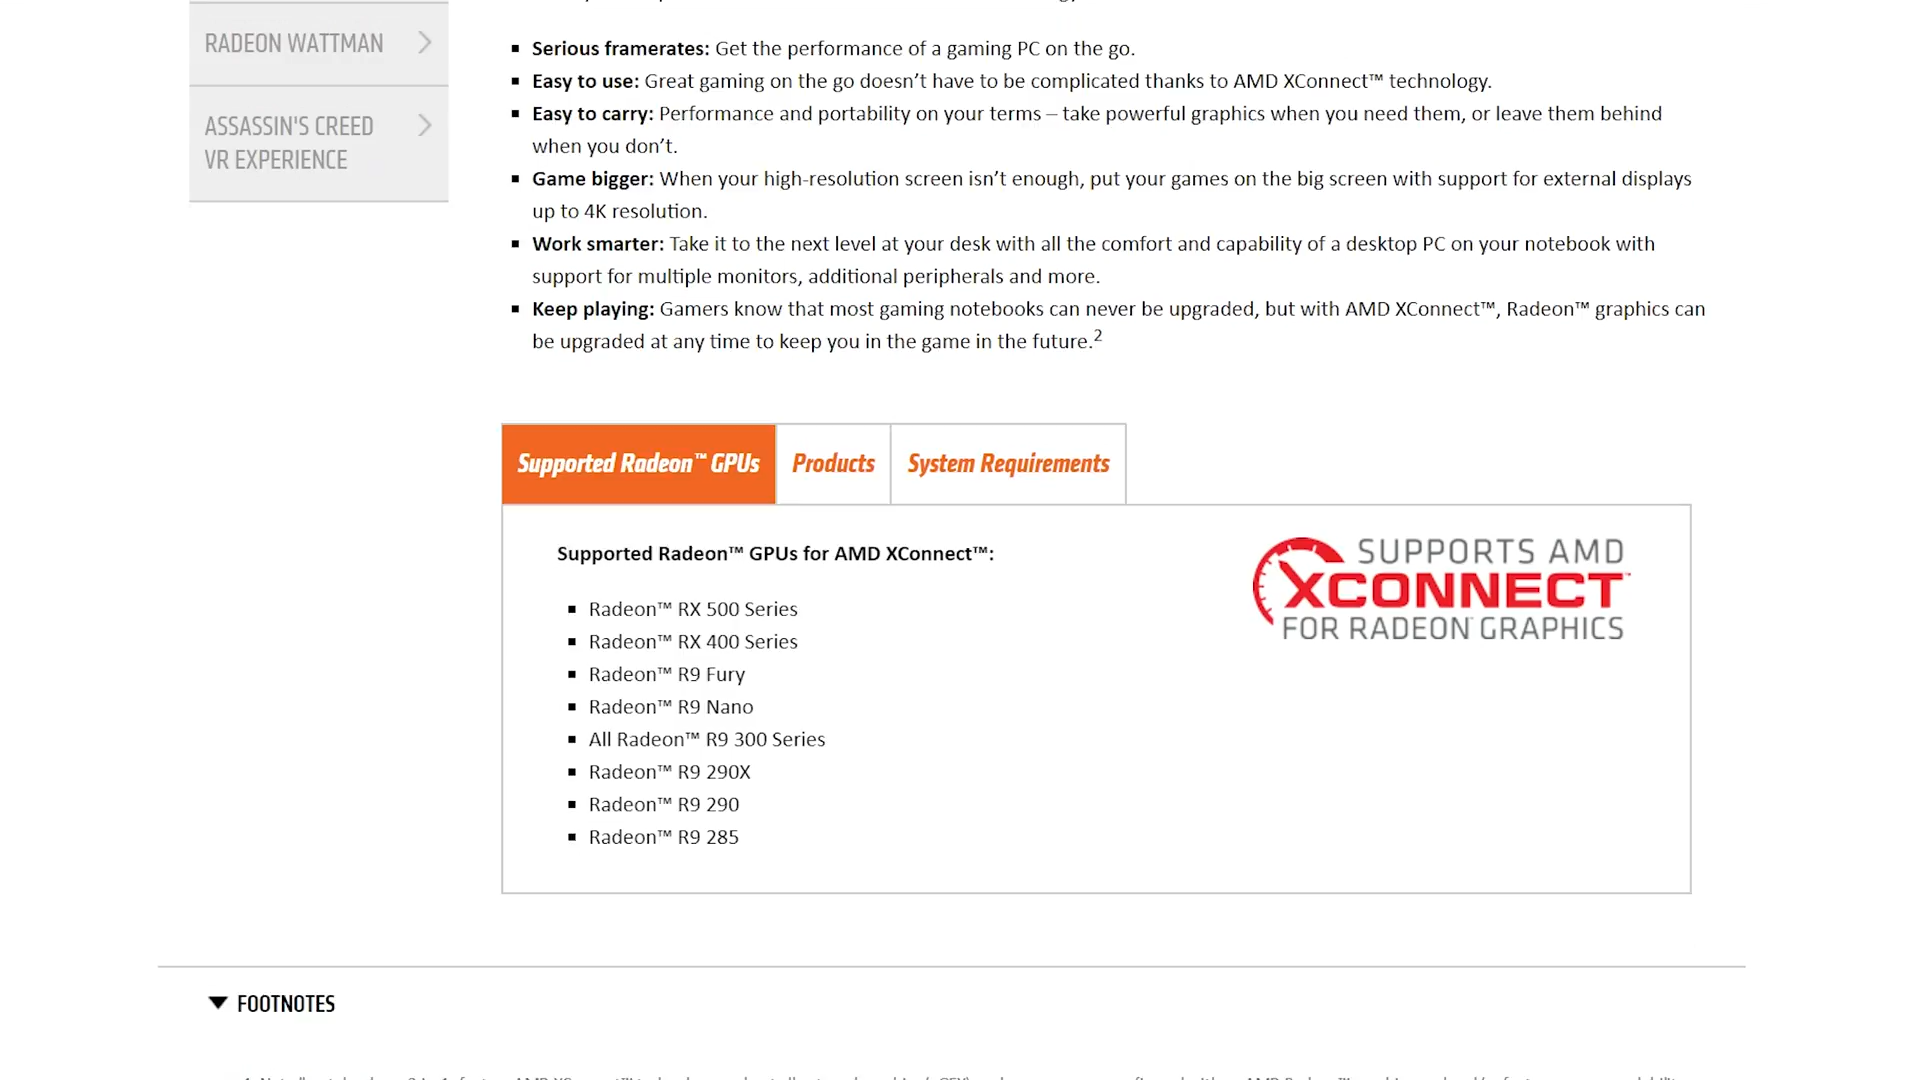 RADEON WATTMAN
ASSASSIN'S CREED
VR EXPERIENCE
▪ Serious framerates: Get the performance of a gaming PC on the go.
▪ Easy to use: Great gaming on the go doesn't have to be complicated thanks to AMD XConnect™ technology.
▪ Easy to carry: Performance and portability on your terms – take powerful graphics when you need them, or leave them behind
when you don't.
▪ Game bigger: When your high-resolution screen isn't enough, put your games on the big screen with support for external displays
up to 4K resolution.
▪ Work smarter: Take it to the next level at your desk with all the comfort and capability of a desktop PC on your notebook with
support for multiple monitors, additional peripherals and more.
▪ Keep playing: Gamers know that most gaming notebooks can never be upgraded, but with AMD XConnect™, Radeon™ graphics can
be upgraded at any time to keep you in the game in the future.2
Supported Radeon™ GPUs Products System Requirements
Supported Radeon™ GPUs for AMD XConnect™:
▪ Radeon™ RX 500 Series
▪ Radeon™ RX 400 Series
▪ Radeon™ R9 Fury
▪ Radeon™ R9 Nano
▪ All Radeon™ R9 300 Series
▪ Radeon™ R9 290X
▪ Radeon™ R9 290
▪ Radeon™ R9 285
SUPPORTS AMD
XCONNECT™
FOR RADEON GRAPHICS
FOOTNOTES